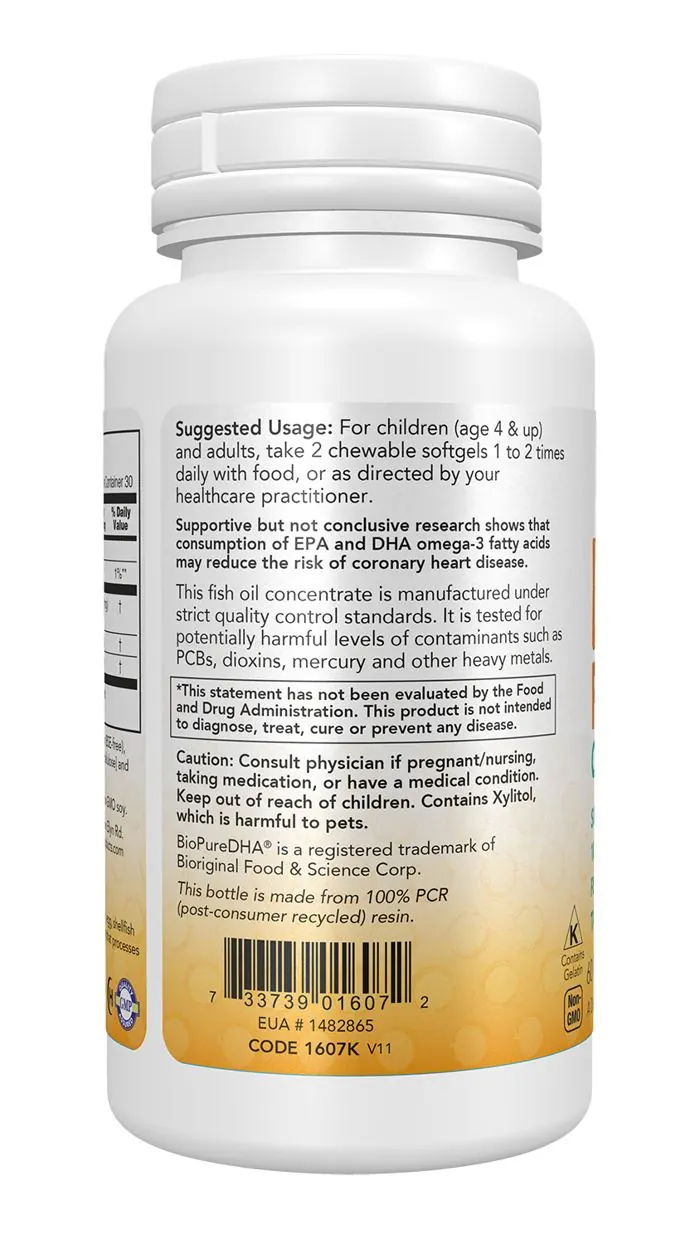 Container 30
% Daily
Value
†%**
†
†
†
and
soy.
Rd.
shellfish
processes
GMP
Suggested Usage: For children (age 4 & up)
and adults, take 2 chewable softgels 1 to 2 times
daily with food, or as directed by your
healthcare practitioner.
Supportive but not conclusive research shows that
consumption of EPA and DHA omega-3 fatty acids
may reduce the risk of coronary heart disease.
This fish oil concentrate is manufactured under
strict quality control standards. It is tested for
potentially harmful levels of contaminants such as
PCBs, dioxins, mercury and other heavy metals.
*This statement has not been evaluated by the Food
and Drug Administration. This product is not intended
to diagnose, treat, cure or prevent any disease.
Caution: Consult physician if pregnant/nursing,
taking medication, or have a medical condition.
Keep out of reach of children. Contains Xylitol,
which is harmful to pets.
BioPureDHA® is a registered trademark of
Bioriginal Food & Science Corp.
This bottle is made from 100% PCR
(post-consumer recycled) resin.
7 33739 01607 2
EUA # 1482865
CODE 1607K V11
K
Contains
Gelatin
Non-
GMO